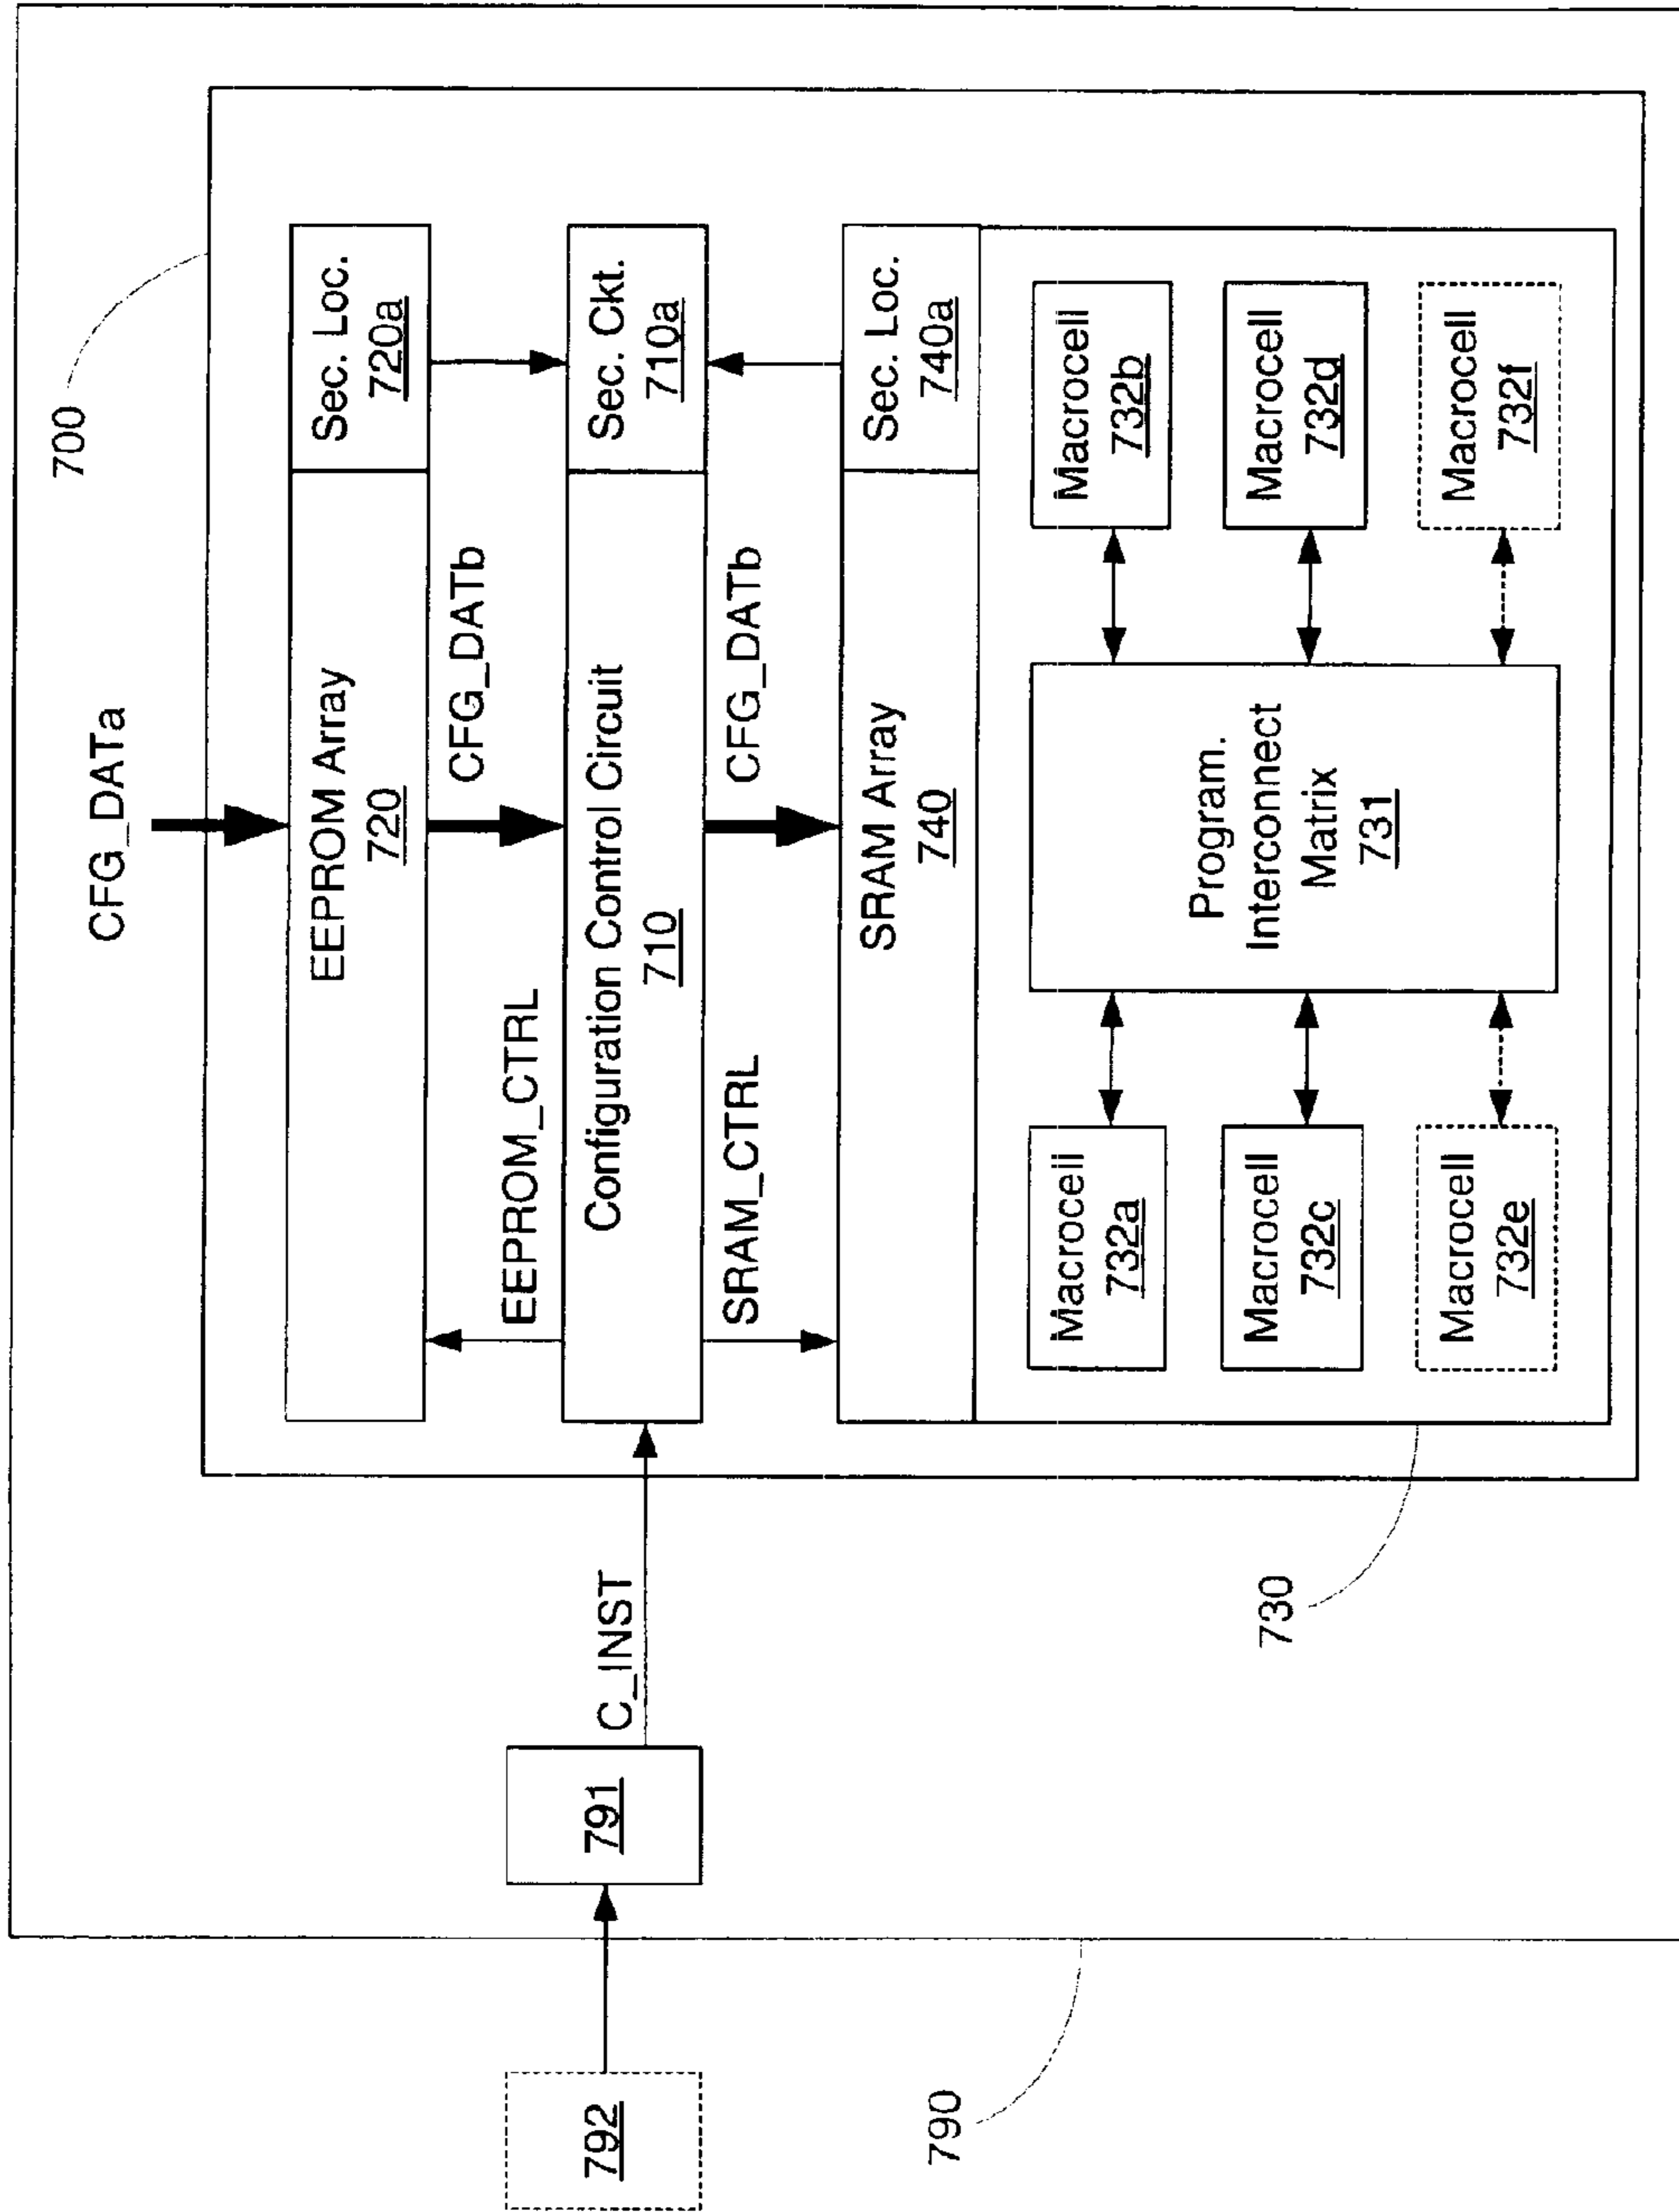 700
CFG_DATa
EEPROM Array
720
Sec. Loc.
720a
CFG_DATb
EEPROM_CTRL
Configuration Control Circuit
710
Sec. Ckt.
710a
C_INST
791
792
SRAM_CTRL
CFG_DATb
SRAM Array
740
Sec. Loc.
740a
Macrocell
732a
Macrocell
732b
Program.
Interconnect
Matrix
731
Macrocell
732c
Macrocell
732d
Macrocell
732e
Macrocell
732f
730
790